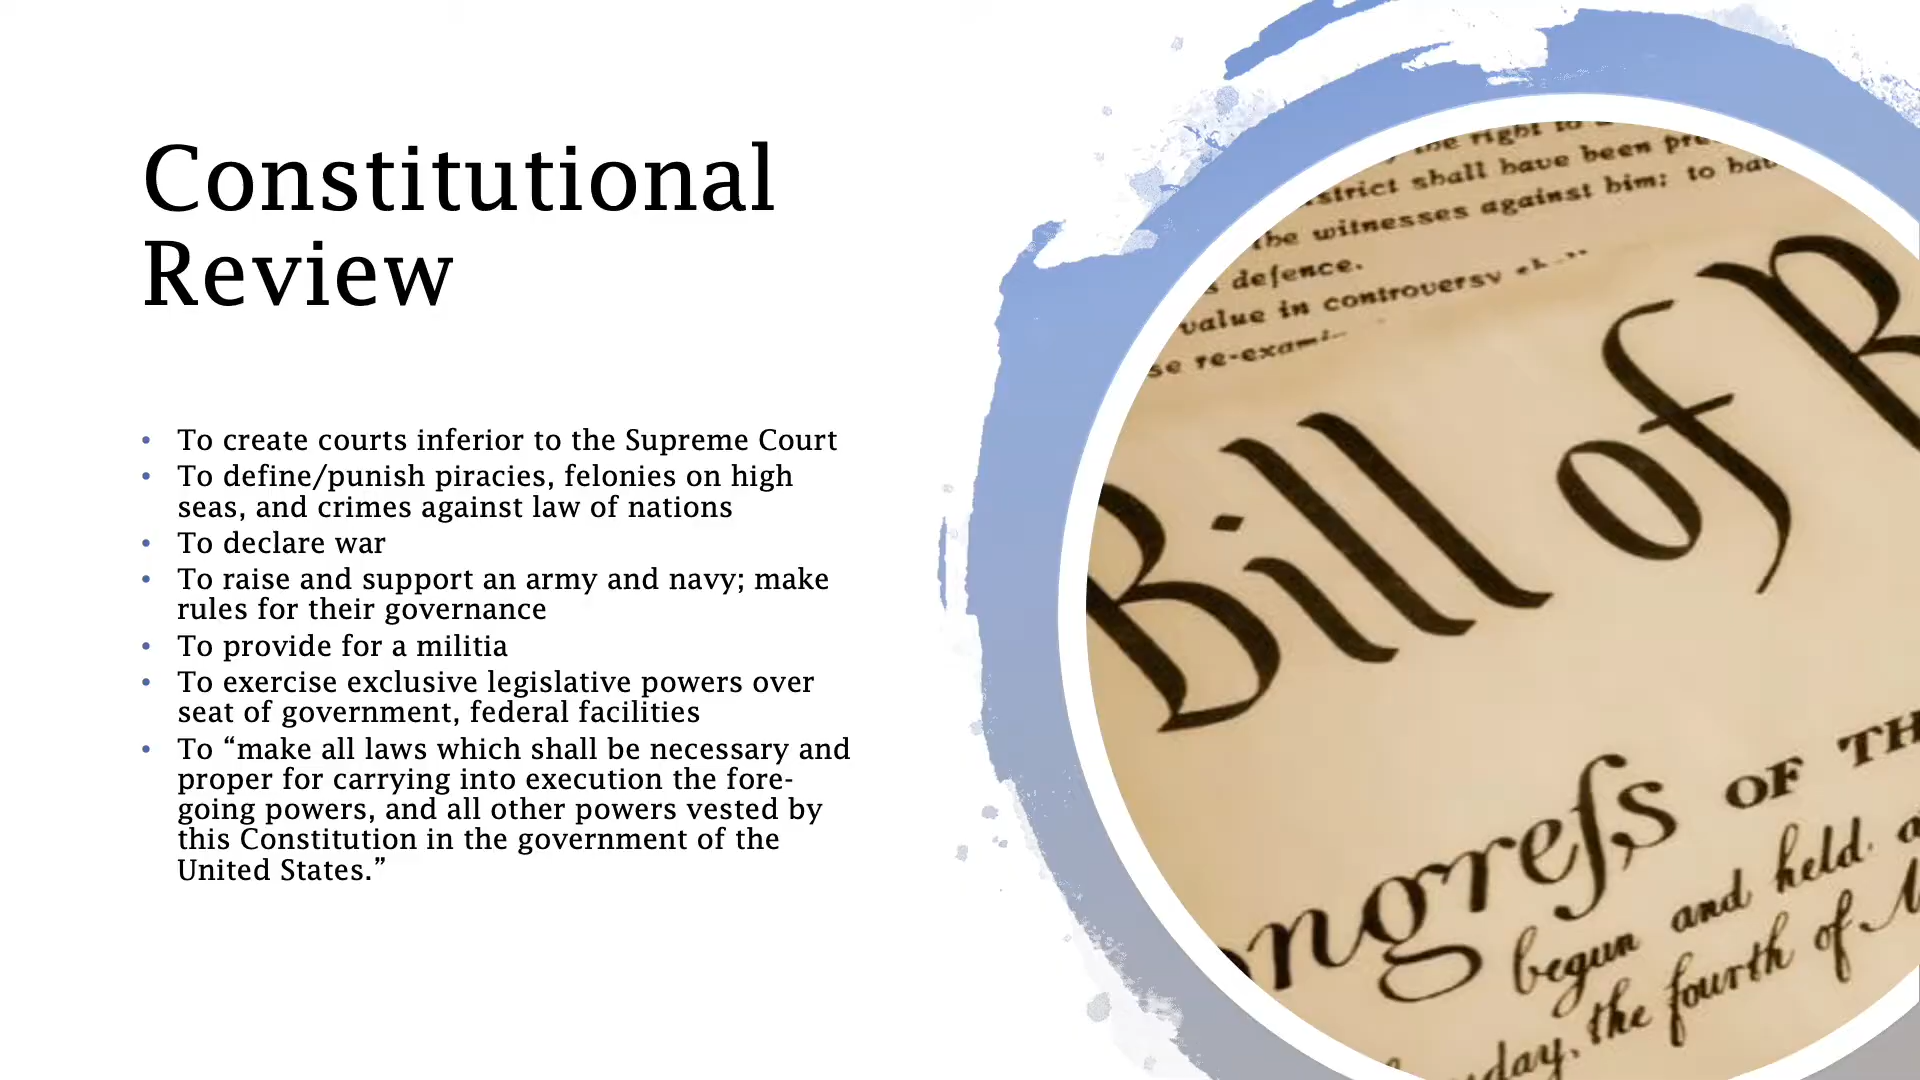 Constitutional
Review
• To create courts inferior to the Supreme Court
• To define/punish piracies, felonies on high
seas, and crimes against law of nations
• To declare war
• To raise and support an army and navy; make
rules for their governance
• To provide for a militia
• To exercise exclusive legislative powers over
seat of government, federal facilities
• To “make all laws which shall be necessary and
proper for carrying into execution the fore-
going powers, and all other powers vested by
this Constitution in the government of the
United States.”
the right to
shall have been
witnesses against him; to
defence.
value in controversy
Bill of
OF
begun and held
the fourth of